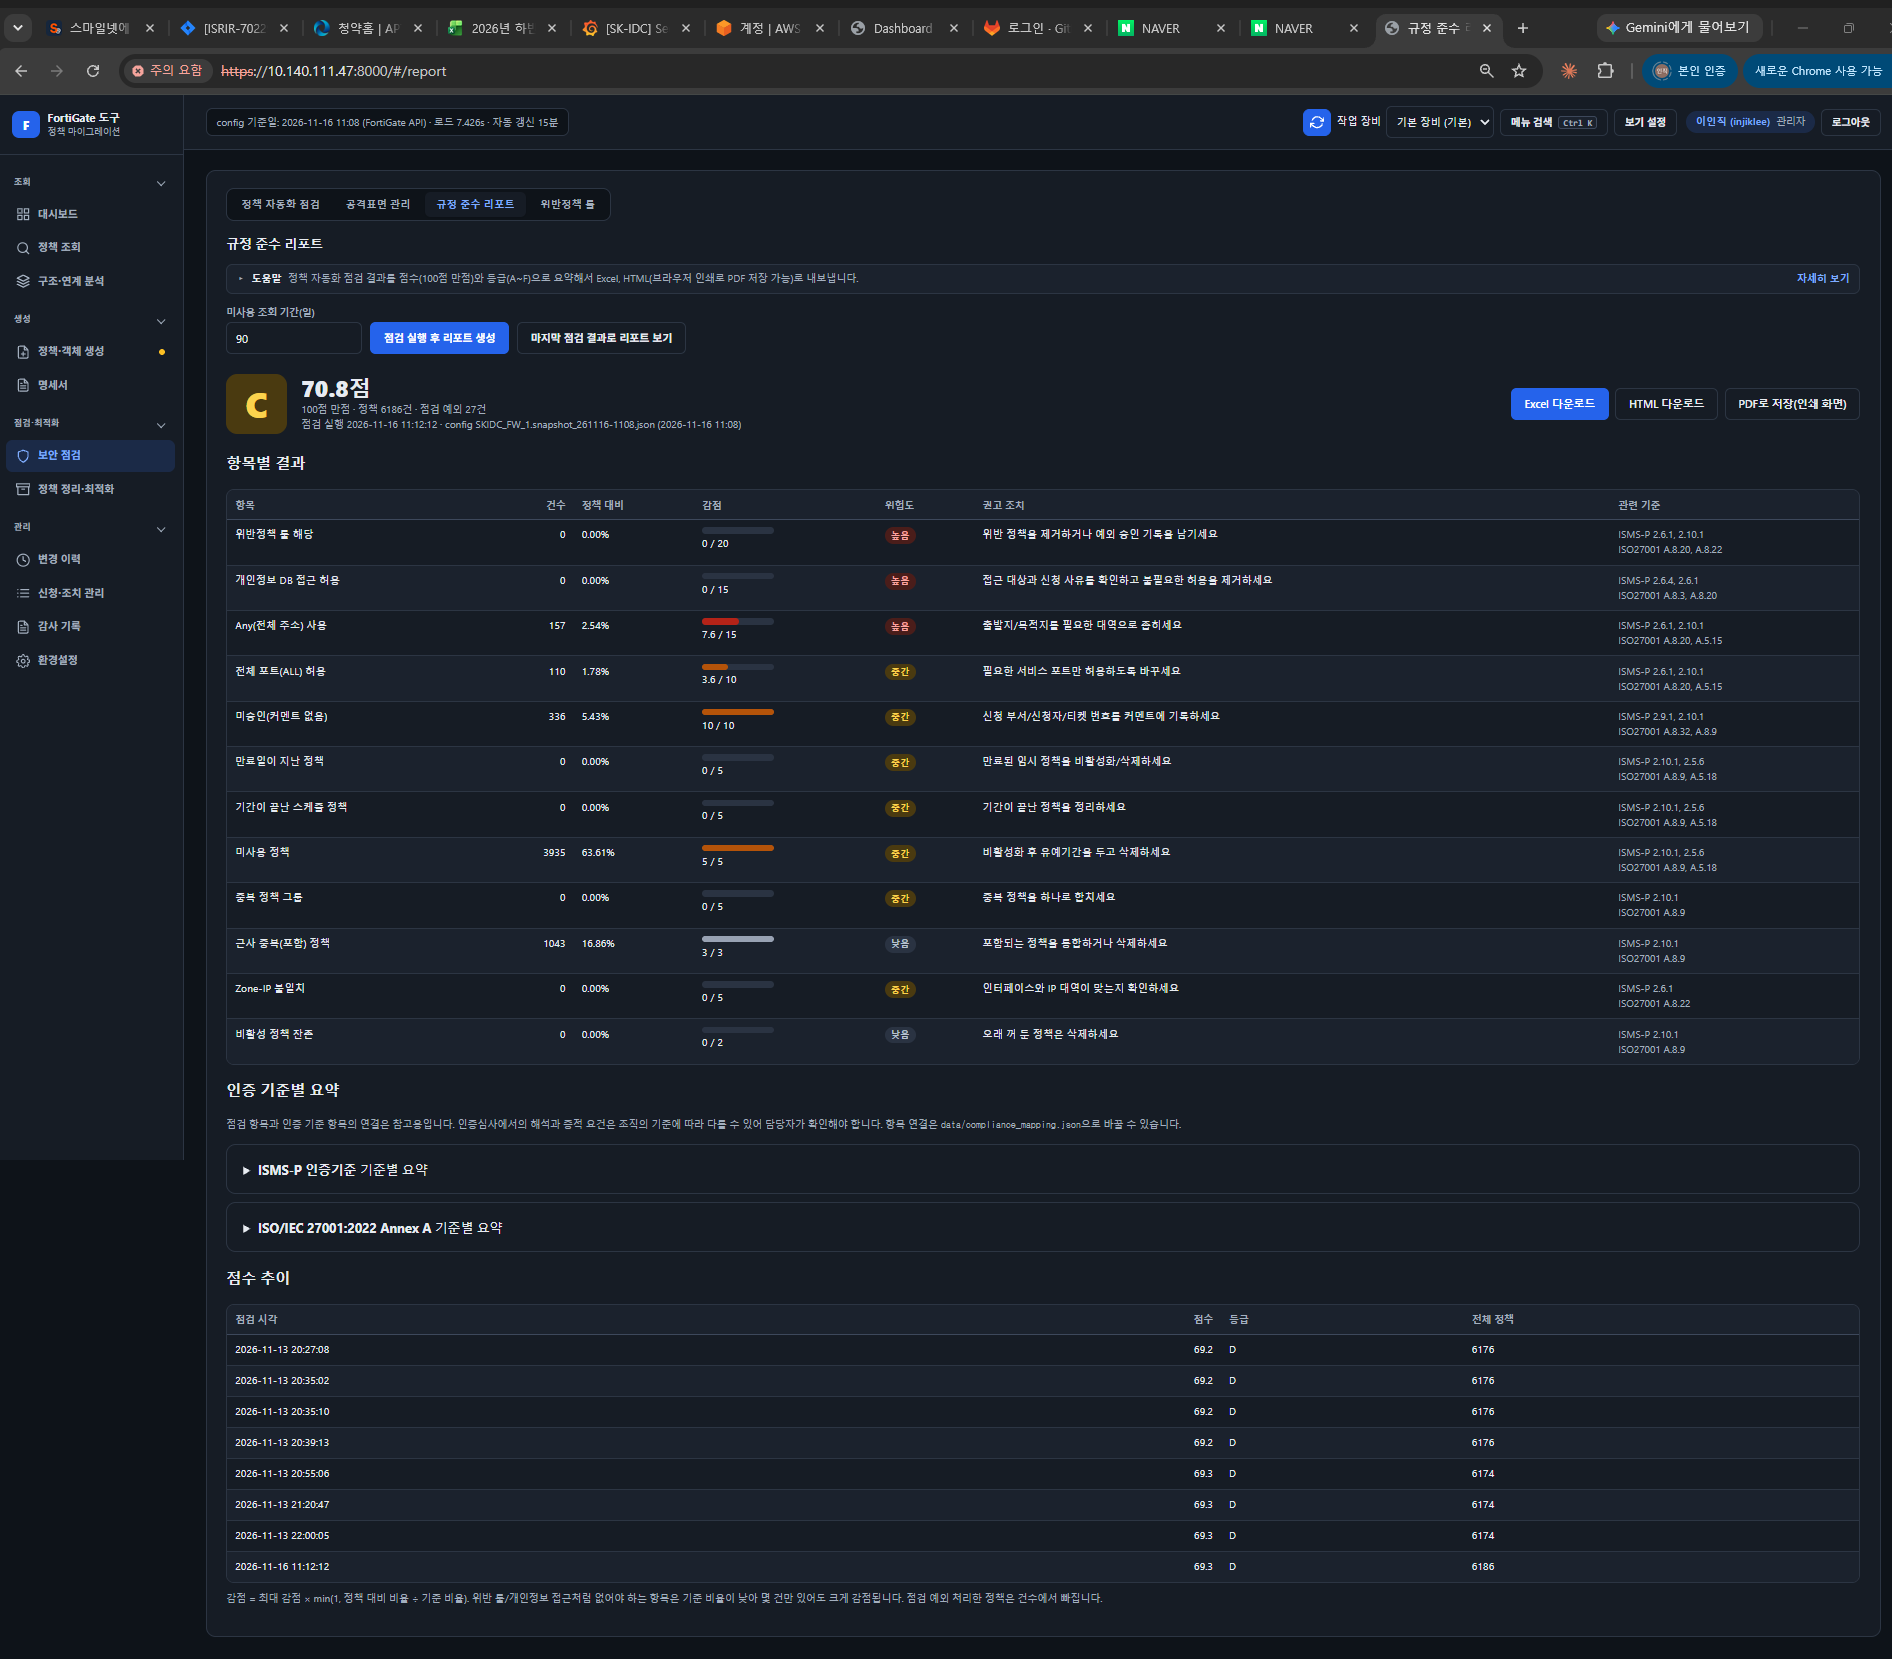 스마일넷에
[ISRIR-7022
청약홈 | AP
2026년 하반
[SK-IDC] Se
계정 | AWS
Dashboard
로그인 · Git
NAVER
NAVER
규정 준수 리
Gemini에게 물어보기
주의 요함
https://10.140.111.47:8000/#/report
본인 인증
새로운 Chrome 사용 가능
F
FortiGate 도구
정책 마이그레이션
config 기준일: 2026-11-16 11:08 (FortiGate API) · 로드 7.426s · 자동 갱신 15분
작업 장비
기본 장비 (기본)
메뉴 검색 Ctrl K
보기 설정
이인직 (injiklee) 관리자
로그아웃
조회
대시보드
정책 조회
구조·연계 분석
생성
정책·객체 생성
명세서
점검·최적화
보안 점검
정책 정리·최적화
관리
변경 이력
신청·조치 관리
감사 기록
환경설정
정책 자동화 점검
공격표면 관리
규정 준수 리포트
위반정책 룰
규정 준수 리포트
도움말 정책 자동화 점검 결과를 점수(100점 만점)와 등급(A~F)으로 요약해서 Excel, HTML(브라우저 인쇄로 PDF 저장 가능)로 내보냅니다.
자세히 보기
미사용 조회 기간(일)
90
점검 실행 후 리포트 생성
마지막 점검 결과로 리포트 보기
C
70.8점
100점 만점 · 정책 6186건 · 점검 예외 27건
점검 실행 2026-11-16 11:12:12 · config SKIDC_FW_1.snapshot_261116-1108.json (2026-11-16 11:08)
Excel 다운로드
HTML 다운로드
PDF로 저장(인쇄 화면)
항목별 결과
항목 건수 정책 대비 감점 위험도 권고 조치 관련 기준
위반정책 룰 해당 0 0.00% 0 / 20 높음 위반 정책을 제거하거나 예외 승인 기록을 남기세요 ISMS-P 2.6.1, 2.10.1
ISO27001 A.8.20, A.8.22
개인정보 DB 접근 허용 0 0.00% 0 / 15 높음 접근 대상과 신청 사유를 확인하고 불필요한 허용을 제거하세요 ISMS-P 2.6.4, 2.6.1
ISO27001 A.8.3, A.8.20
Any(전체 주소) 사용 157 2.54% 7.6 / 15 높음 출발지/목적지를 필요한 대역으로 좁히세요 ISMS-P 2.6.1, 2.10.1
ISO27001 A.8.20, A.5.15
전체 포트(ALL) 허용 110 1.78% 3.6 / 10 중간 필요한 서비스 포트만 허용하도록 바꾸세요 ISMS-P 2.6.1, 2.10.1
ISO27001 A.8.20, A.5.15
미승인(커멘트 없음) 336 5.43% 10 / 10 중간 신청 부서/신청자/티켓 번호를 커멘트에 기록하세요 ISMS-P 2.9.1, 2.10.1
ISO27001 A.8.32, A.8.9
만료일이 지난 정책 0 0.00% 0 / 5 중간 만료된 임시 정책을 비활성화/삭제하세요 ISMS-P 2.10.1, 2.5.6
ISO27001 A.8.9, A.5.18
기간이 끝난 스케줄 정책 0 0.00% 0 / 5 중간 기간이 끝난 정책을 정리하세요 ISMS-P 2.10.1, 2.5.6
ISO27001 A.8.9, A.5.18
미사용 정책 3935 63.61% 5 / 5 중간 비활성화 후 유예기간을 두고 삭제하세요 ISMS-P 2.10.1, 2.5.6
ISO27001 A.8.9, A.5.18
중복 정책 그룹 0 0.00% 0 / 5 중간 중복 정책을 하나로 합치세요 ISMS-P 2.10.1
ISO27001 A.8.9
근사 중복(포함) 정책 1043 16.86% 3 / 3 낮음 포함되는 정책을 통합하거나 삭제하세요 ISMS-P 2.10.1
ISO27001 A.8.9
Zone-IP 불일치 0 0.00% 0 / 5 중간 인터페이스와 IP 대역이 맞는지 확인하세요 ISMS-P 2.6.1
ISO27001 A.8.22
비활성 정책 잔존 0 0.00% 0 / 2 낮음 오래 꺼 둔 정책은 삭제하세요 ISMS-P 2.10.1
ISO27001 A.8.9
인증 기준별 요약
점검 항목과 인증 기준 항목의 연결은 참고용입니다. 인증심사에서의 해석과 증적 요건은 조직의 기준에 따라 다를 수 있어 담당자가 확인해야 합니다. 항목 연결은 data/compliance_mapping.json으로 바꿀 수 있습니다.
ISMS-P 인증기준 기준별 요약
ISO/IEC 27001:2022 Annex A 기준별 요약
점수 추이
점검 시각 점수 등급 전체 정책
2026-11-13 20:27:08 69.2 D 6176
2026-11-13 20:35:02 69.2 D 6176
2026-11-13 20:35:10 69.2 D 6176
2026-11-13 20:39:13 69.2 D 6176
2026-11-13 20:55:06 69.3 D 6174
2026-11-13 21:20:47 69.3 D 6174
2026-11-13 22:00:05 69.3 D 6174
2026-11-16 11:12:12 69.3 D 6186
감점 = 최대 감점 × min(1, 정책 대비 비율 ÷ 기준 비율). 위반 룰/개인정보 접근처럼 없어야 하는 항목은 기준 비율이 낮아 몇 건만 있어도 크게 감점됩니다. 점검 예외 처리한 정책은 건수에서 빠집니다.